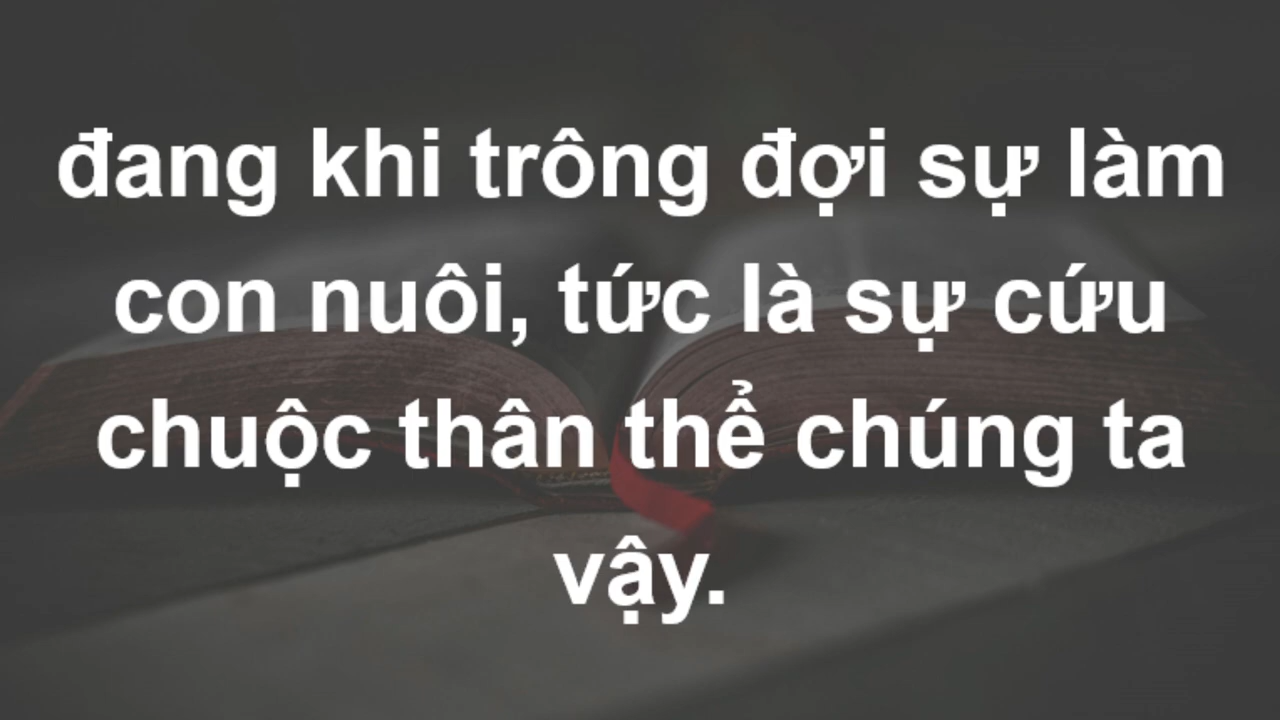 đang khi trông đợi sự làm
con nuôi, tức là sự cứu
chuộc thân thể chúng ta
vậy.